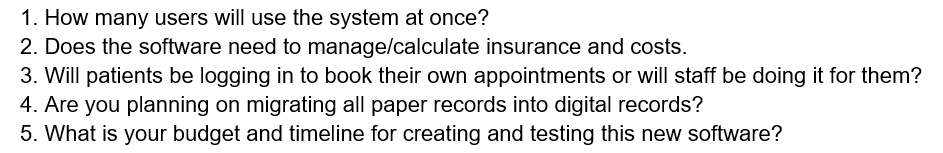 1. How many users will use the system at once?
2. Does the software need to manage/calculate insurance and costs.
3. Will patients be logging in to book their own appointments or will staff be doing it for them?
4. Are you planning on migrating all paper records into digital records?
5. What is your budget and timeline for creating and testing this new software?